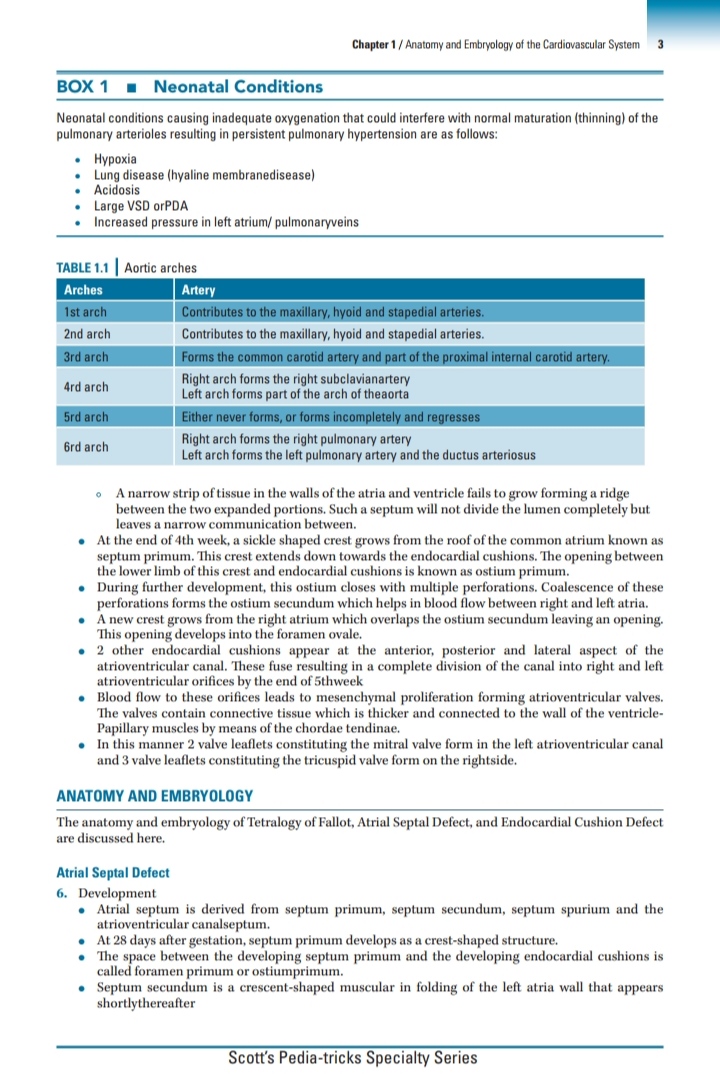 Chapter 1 / Anatomy and Embryology of the Cardiovascular System 3
BOX 1 ■ Neonatal Conditions
Neonatal conditions causing inadequate oxygenation that could interfere with normal maturation (thinning) of the
pulmonary arterioles resulting in persistent pulmonary hypertension are as follows:
• Hypoxia
• Lung disease (hyaline membranedisease)
• Acidosis
• Large VSD orPDA
• Increased pressure in left atrium/ pulmonaryveins
TABLE 1.1 | Aortic arches
Arches Artery
1st arch Contributes to the maxillary, hyoid and stapedial arteries.
2nd arch Contributes to the maxillary, hyoid and stapedial arteries.
3rd arch Forms the common carotid artery and part of the proximal internal carotid artery.
4rd arch Right arch forms the right subclavianartery
Left arch forms part of the arch of theaorta
5rd arch Either never forms, or forms incompletely and regresses
6rd arch Right arch forms the right pulmonary artery
Left arch forms the left pulmonary artery and the ductus arteriosus
◦ A narrow strip of tissue in the walls of the atria and ventricle fails to grow forming a ridge
between the two expanded portions. Such a septum will not divide the lumen completely but
leaves a narrow communication between.
• At the end of 4th week, a sickle shaped crest grows from the roof of the common atrium known as
septum primum. This crest extends down towards the endocardial cushions. The opening between
the lower limb of this crest and endocardial cushions is known as ostium primum.
• During further development, this ostium closes with multiple perforations. Coalescence of these
perforations forms the ostium secundum which helps in blood flow between right and left atria.
• A new crest grows from the right atrium which overlaps the ostium secundum leaving an opening.
This opening develops into the foramen ovale.
• 2 other endocardial cushions appear at the anterior, posterior and lateral aspect of the
atrioventricular canal. These fuse resulting in a complete division of the canal into right and left
atrioventricular orifices by the end of 5thweek
• Blood flow to these orifices leads to mesenchymal proliferation forming atrioventricular valves.
The valves contain connective tissue which is thicker and connected to the wall of the ventricle-
Papillary muscles by means of the chordae tendinae.
• In this manner 2 valve leaflets constituting the mitral valve form in the left atrioventricular canal
and 3 valve leaflets constituting the tricuspid valve form on the rightside.
ANATOMY AND EMBRYOLOGY
The anatomy and embryology of Tetralogy of Fallot, Atrial Septal Defect, and Endocardial Cushion Defect
are discussed here.
Atrial Septal Defect
6. Development
• Atrial septum is derived from septum primum, septum secundum, septum spurium and the
atrioventricular canalseptum.
• At 28 days after gestation, septum primum develops as a crest-shaped structure.
• The space between the developing septum primum and the developing endocardial cushions is
called foramen primum or ostiumprimum.
• Septum secundum is a crescent-shaped muscular in folding of the left atria wall that appears
shortlythereafter
Scott's Pedia-tricks Specialty Series